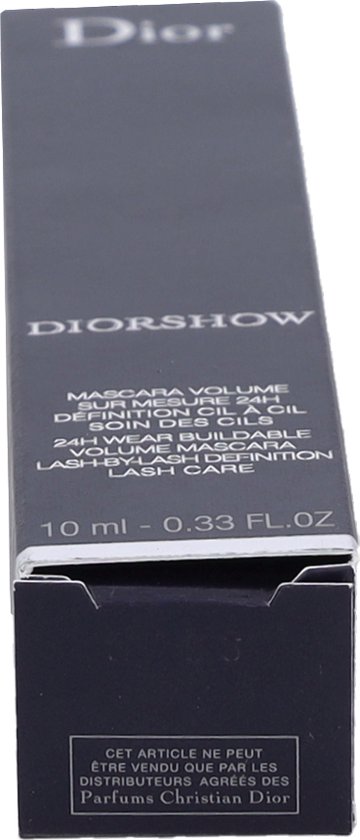 Dior
DIORSHOW
MASCARA VOLUME
SUR MESURE 24H
DÉFINITION CIL À CIL
SOIN DES CILS
24H WEAR BUILDABLE
VOLUME MASCARA
LASH-BY-LASH DEFINITION
LASH CARE
10 ml - 0.33 FL.OZ
CET ARTICLE NE PEUT
ÊTRE VENDU QUE PAR LES
DISTRIBUTEURS AGRÉÉS DES
Parfums Christian Dior